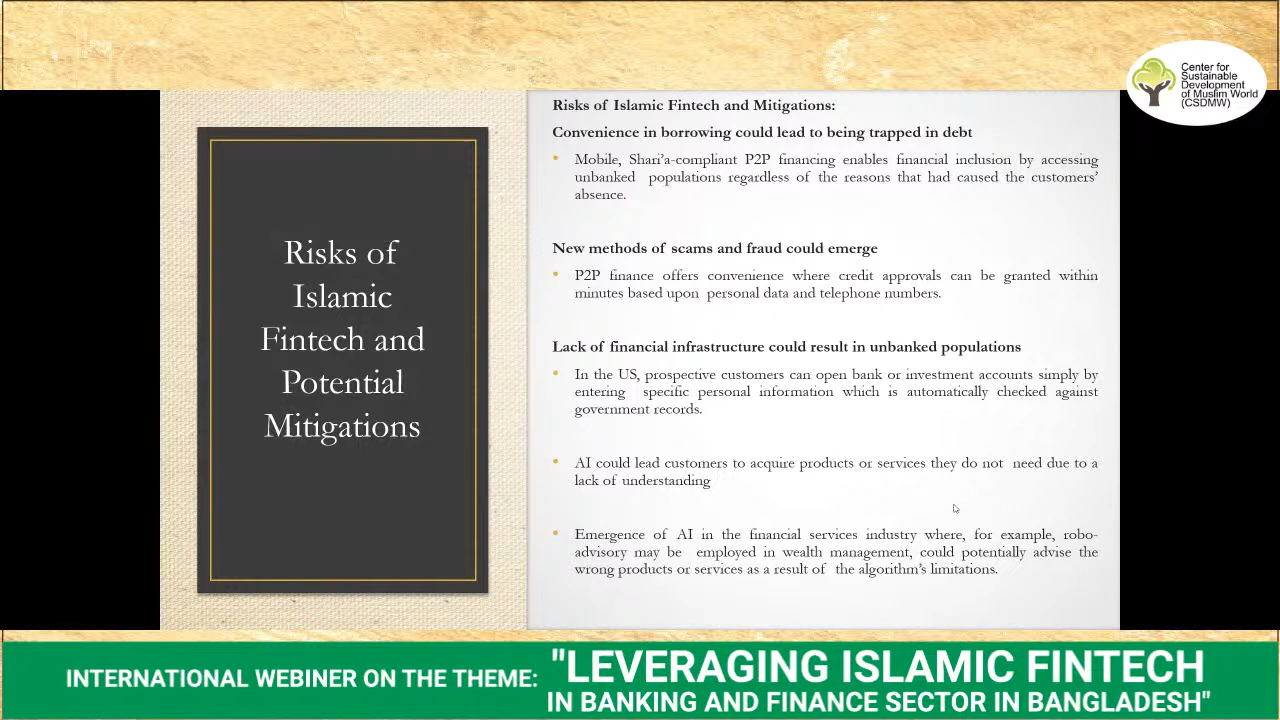 Center for
Sustainable
Development
of Muslim World
(CSDMW)
Risks of
Islamic
Fintech and
Potential
Mitigations
Risks of Islamic Fintech and Mitigations:
Convenience in borrowing could lead to being trapped in debt
• Mobile, Shari'a-compliant P2P financing enables financial inclusion by accessing
unbanked populations regardless of the reasons that had caused the customers'
absence.
New methods of scams and fraud could emerge
• P2P finance offers convenience where credit approvals can be granted within
minutes based upon personal data and telephone numbers.
Lack of financial infrastructure could result in unbanked populations
• In the US, prospective customers can open bank or investment accounts simply by
entering specific personal information which is automatically checked against
government records.
• AI could lead customers to acquire products or services they do not need due to a
lack of understanding
• Emergence of AI in the financial services industry where, for example, robo-
advisory may be employed in wealth management, could potentially advise the
wrong products or services as a result of the algorithm's limitations.
INTERNATIONAL WEBINER ON THE THEME:
"LEVERAGING ISLAMIC FINTECH
IN BANKING AND FINANCE SECTOR IN BANGLADESH"